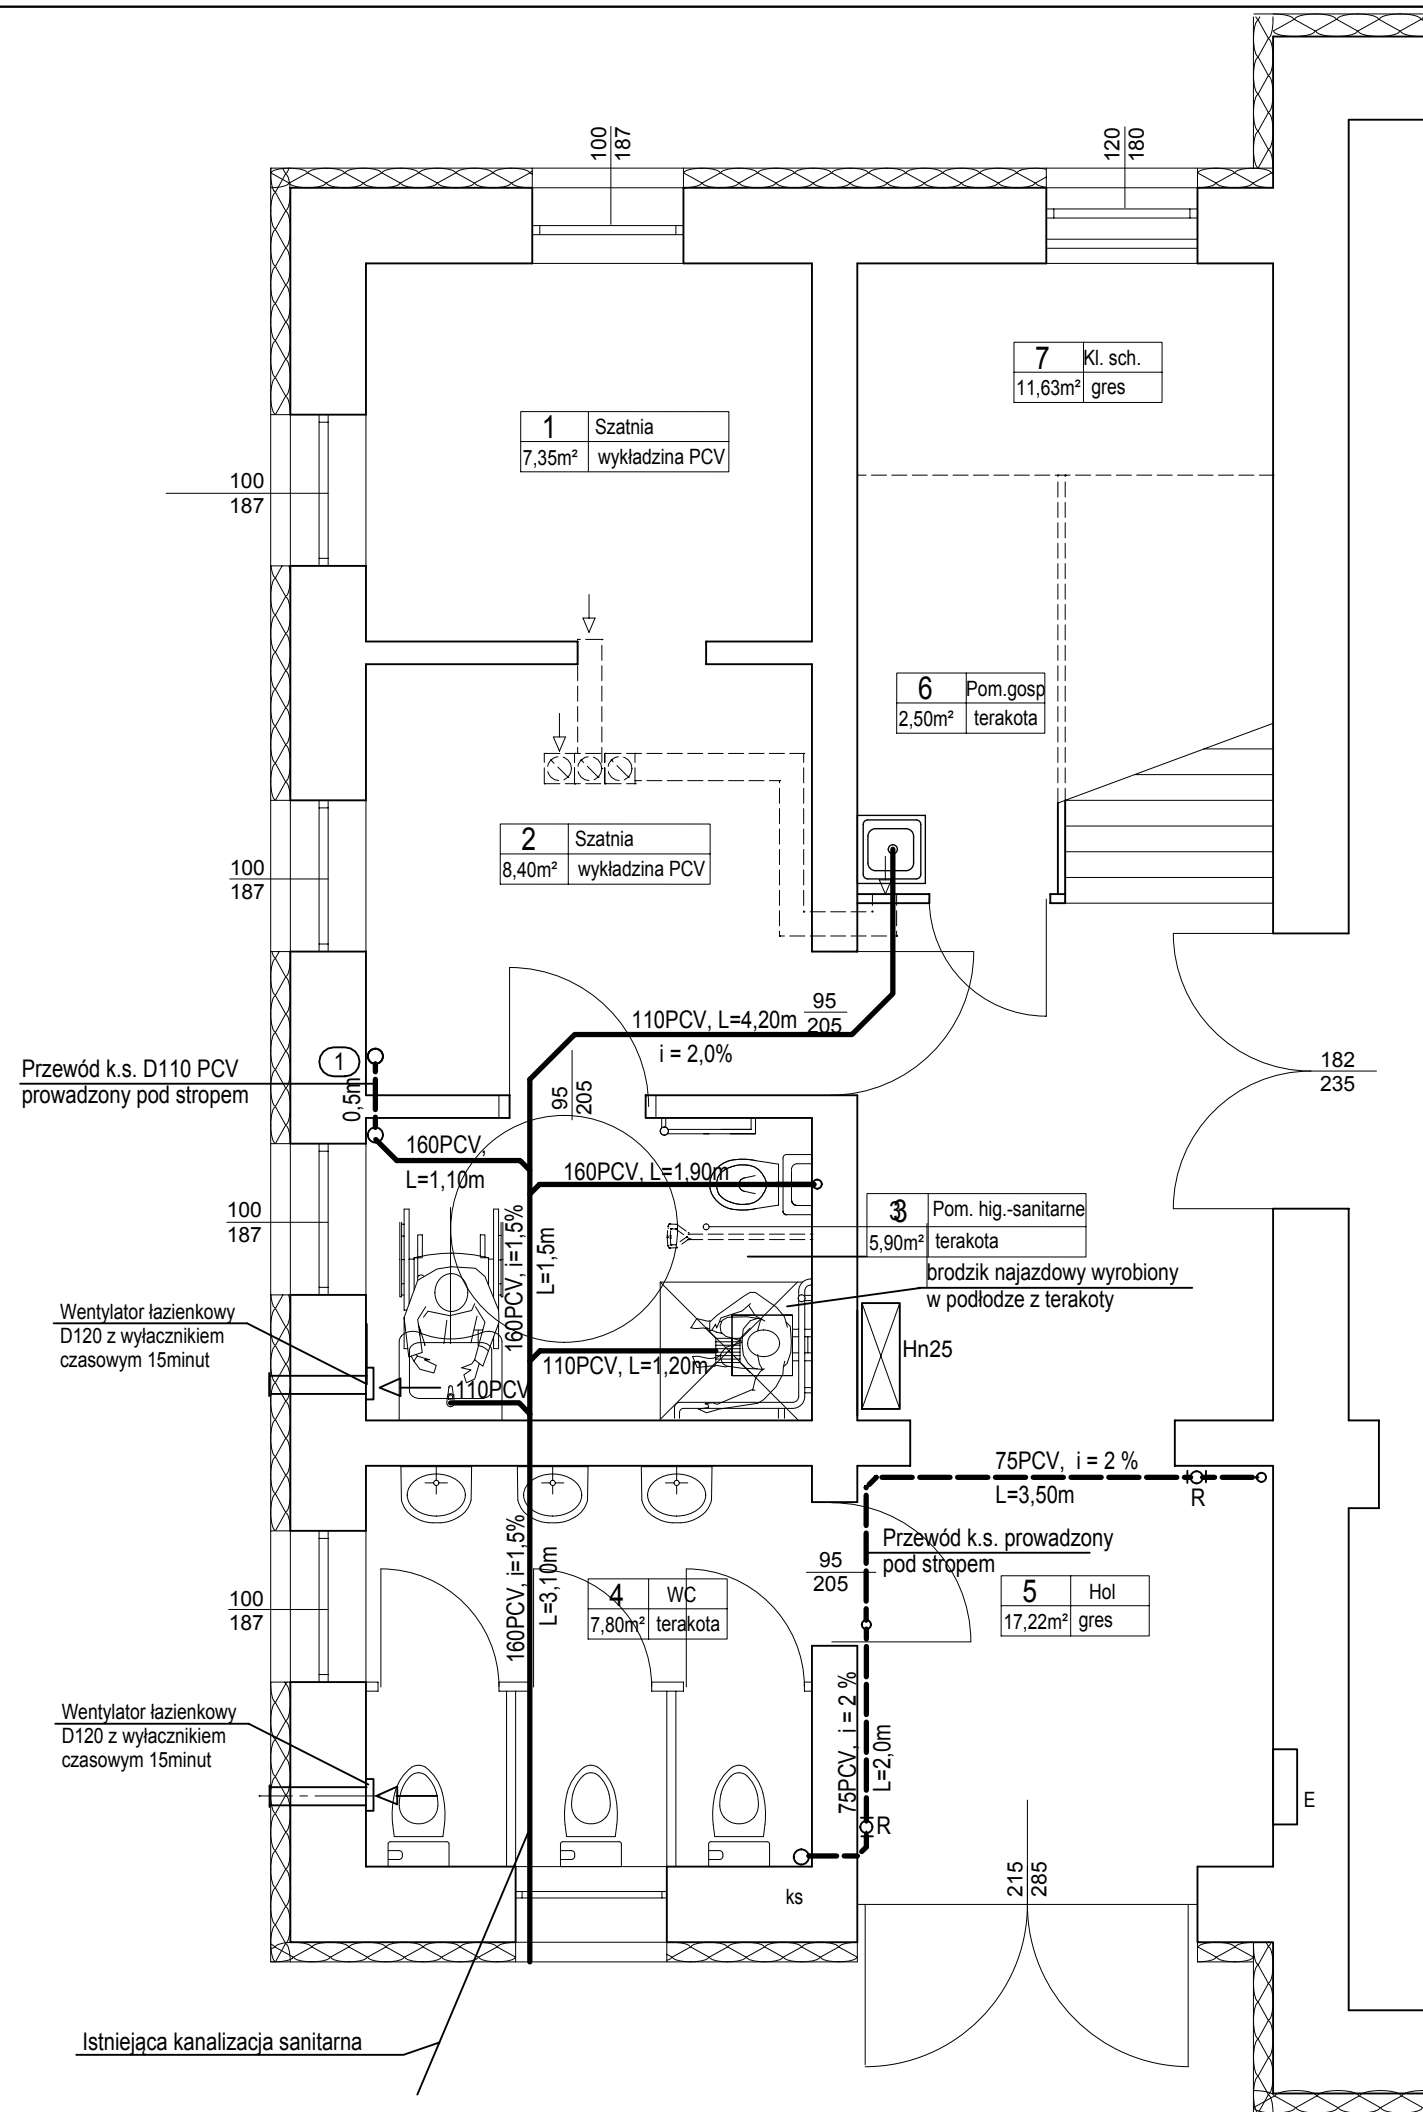 100
187
120
180
7 Kl. sch.
11,63m² gres
1 Szatnia
7,35m² wykładzina PCV
100
187
6 Pom.gosp
2,50m² terakota
2 Szatnia
8,40m² wykładzina PCV
100
187
110PCV, L=4,20m
i = 2,0%
95
205
Przewód k.s. D110 PCV
prowadzony pod stropem
1
0,5m
95
205
182
235
160PCV,
L=1,10m
160PCV, L=1,90m
100
187
160PCV, i=1,5%
L=1,5m
3 Pom. hig.-sanitarne
5,90m² terakota
brodzik najazdowy wyrobiony
w podłodze z terakoty
Wentylator łazienkowy
D120 z wyłacznikiem
czasowym 15minut
Hn25
110PCV, L=1,20m
110PCV
75PCV, i = 2 %
L=3,50m
R
160PCV, i=1,5%
L=3,10m
Przewód k.s. prowadzony
pod stropem
95
205
100
187
4 WC
7,80m² terakota
5 Hol
17,22m² gres
Wentylator łazienkowy
D120 z wyłacznikiem
czasowym 15minut
75PCV, i = 2 %
L=2,0m
R
E
215
285
ks
Istniejąca kanalizacja sanitarna